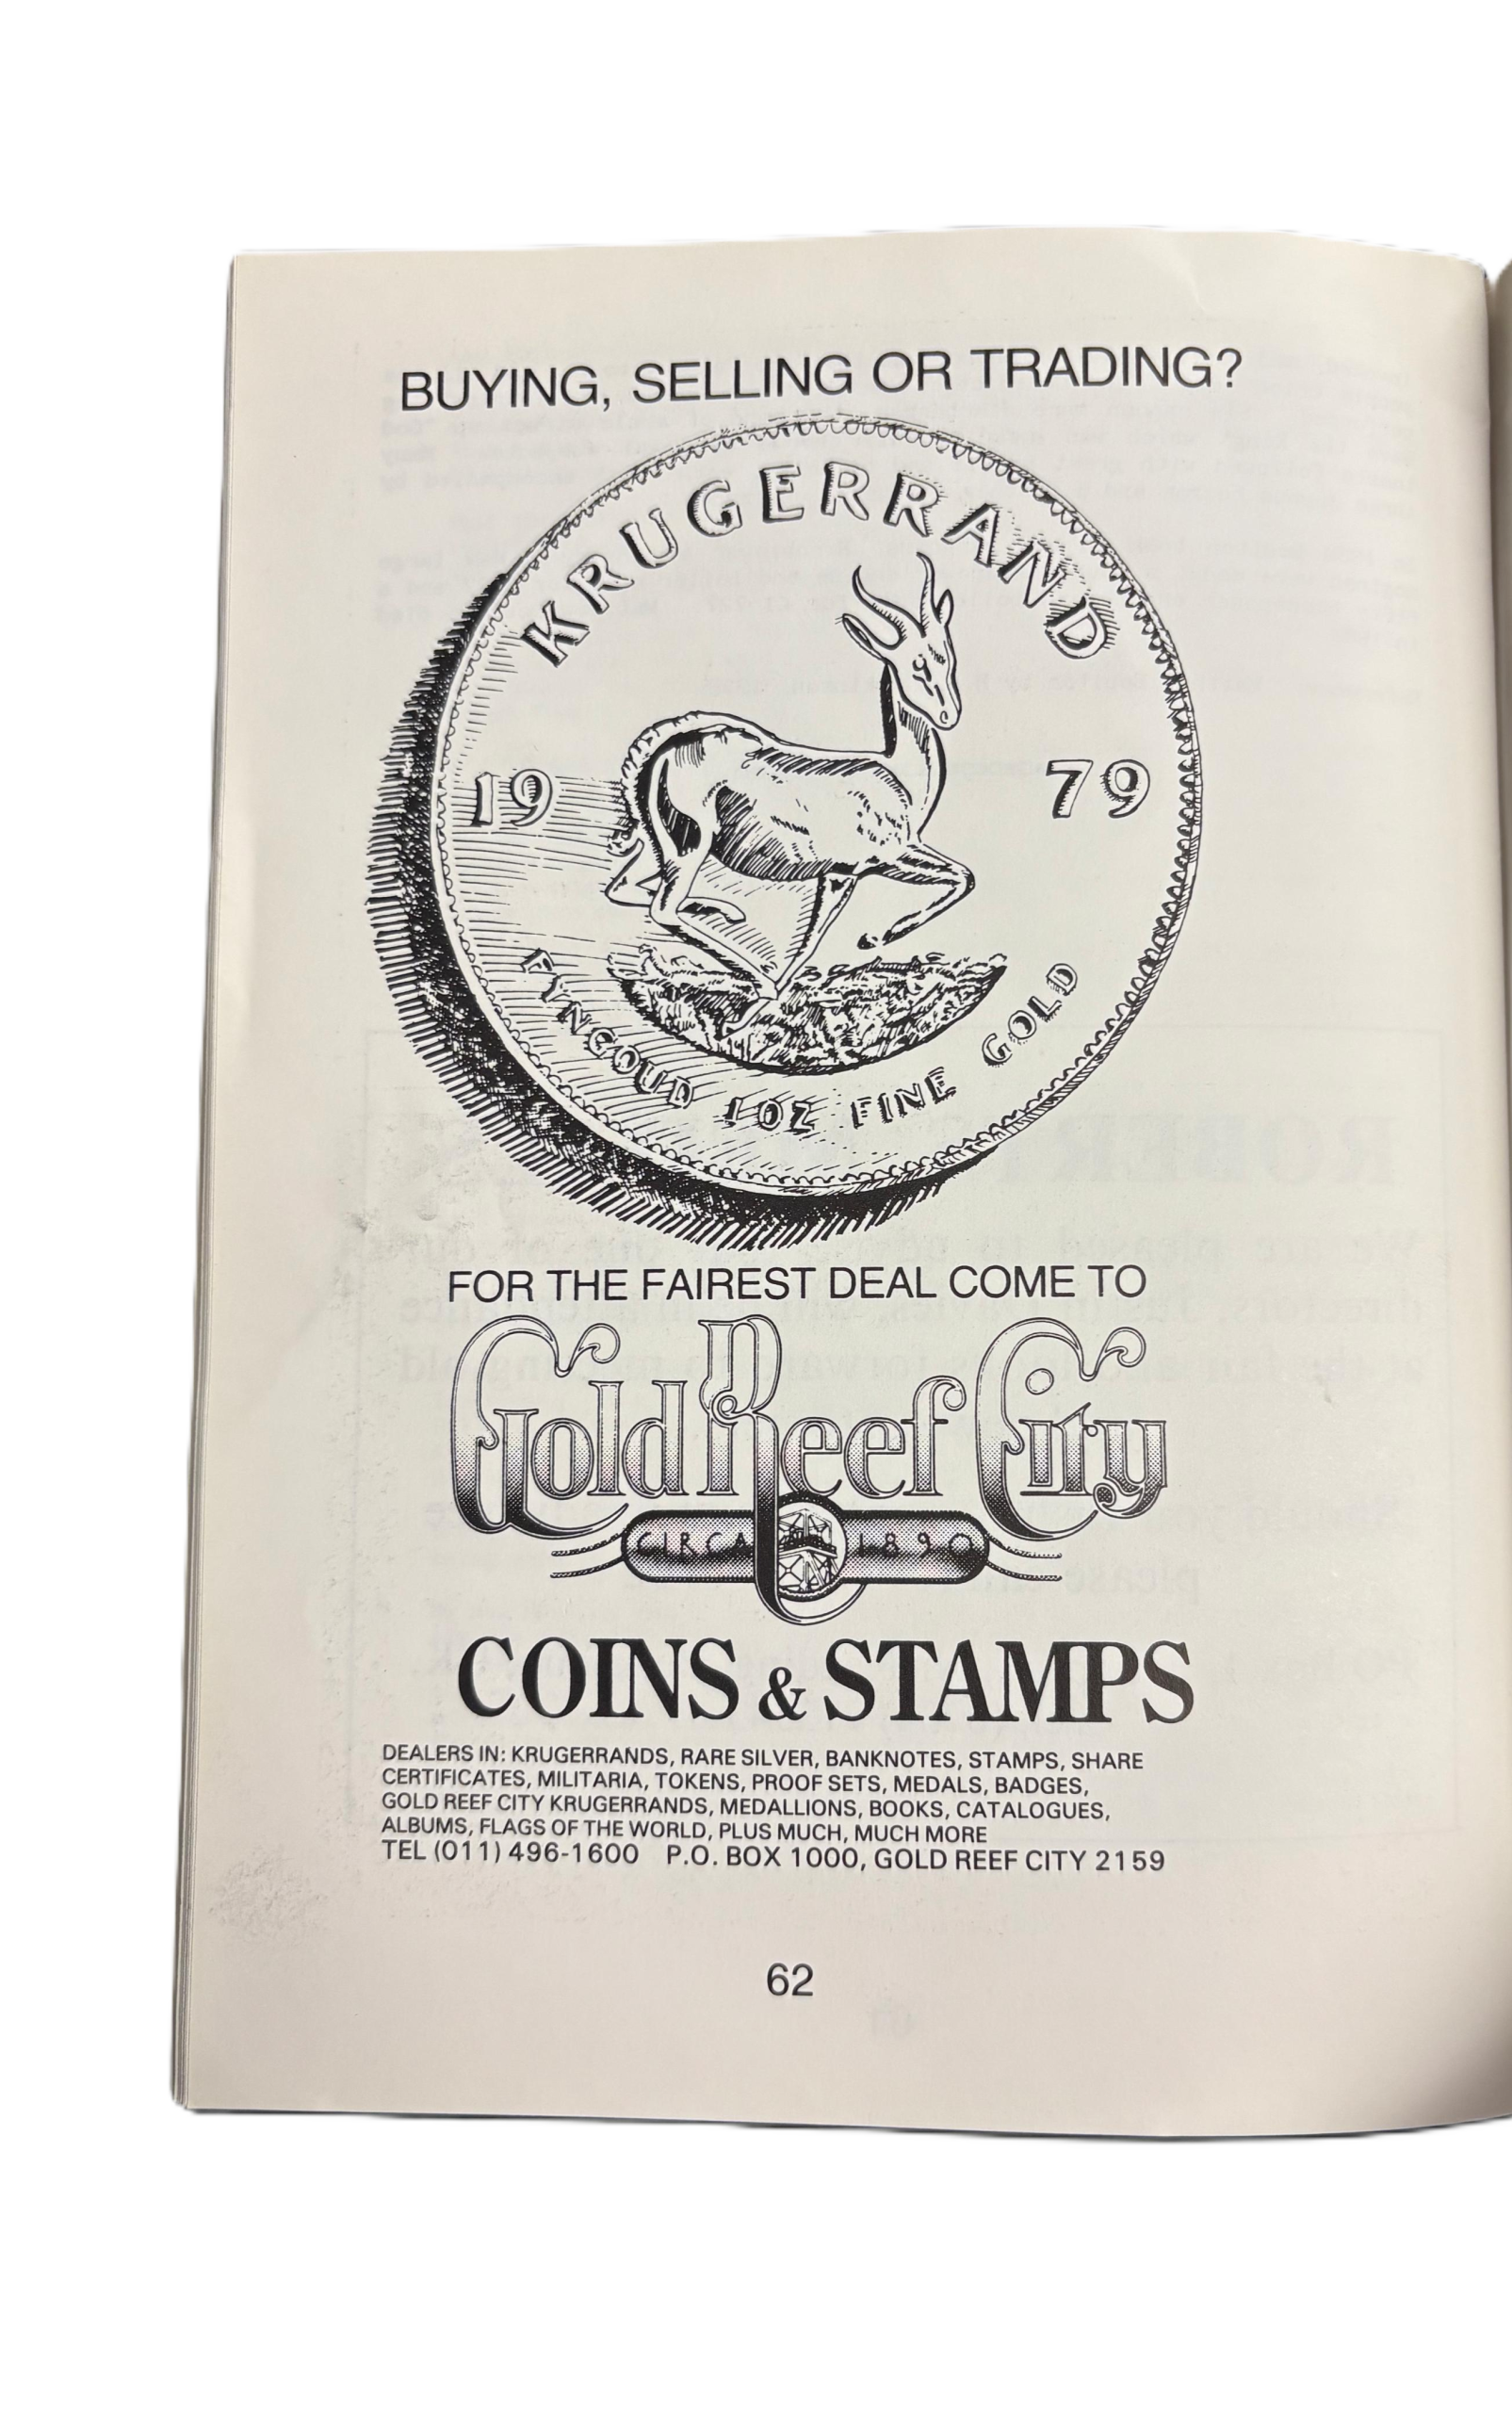 BUYING, SELLING OR TRADING?
KRUGERRAND
19 79
FYNGOUD 1 OZ FINE GOLD
FOR THE FAIREST DEAL COME TO
Gold Reef City
CIRCA 1890
COINS & STAMPS
DEALERS IN: KRUGERRANDS, RARE SILVER, BANKNOTES, STAMPS, SHARE
CERTIFICATES, MILITARIA, TOKENS, PROOF SETS, MEDALS, BADGES,
GOLD REEF CITY KRUGERRANDS, MEDALLIONS, BOOKS, CATALOGUES,
ALBUMS, FLAGS OF THE WORLD, PLUS MUCH, MUCH MORE
TEL (011) 496-1600 P.O. BOX 1000, GOLD REEF CITY 2159
62